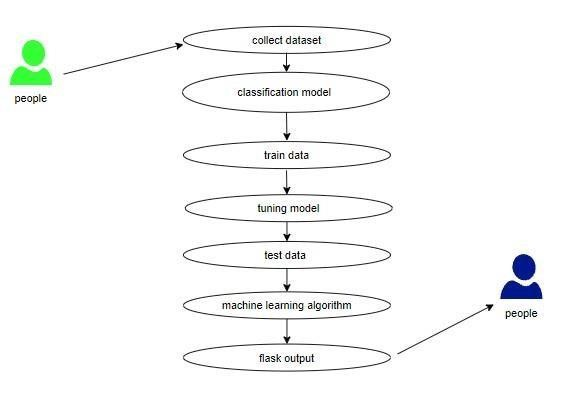 collect dataset
people
classification model
train data
tuning model
test data
machine learning algorithm
people
flask output